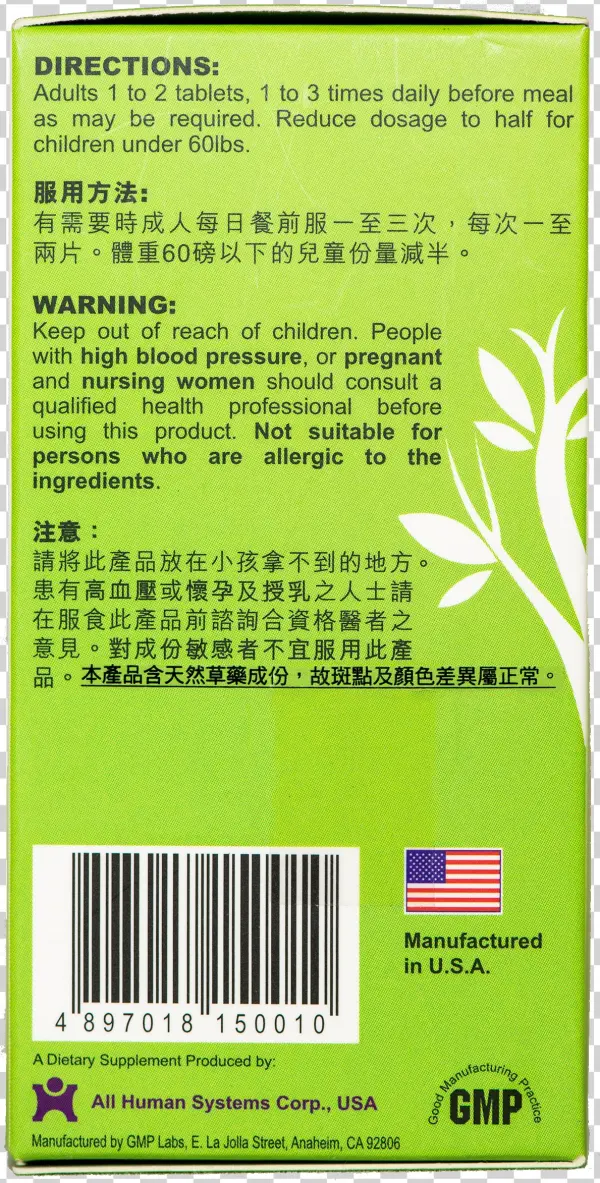 DIRECTIONS:
Adults 1 to 2 tablets, 1 to 3 times daily before meal
as may be required. Reduce dosage to half for
children under 60lbs.
服用方法:
有需要時成人每日餐前服一至三次，每次一至
兩片。體重60磅以下的兒童份量減半。
WARNING:
Keep out of reach of children. People
with high blood pressure, or pregnant
and nursing women should consult a
qualified health professional before
using this product. Not suitable for
persons who are allergic to the
ingredients.
注意：
請將此產品放在小孩拿不到的地方。
患有高血壓或懷孕及授乳之人士請
在服食此產品前諮詢合資格醫者之
意見。對成份敏感者不宜服用此產
品。本產品含天然草藥成份，故斑點及顏色差異屬正常。
4 897018 150010
Manufactured
in U.S.A.
A Dietary Supplement Produced by:
All Human Systems Corp., USA
Manufactured by GMP Labs, E. La Jolla Street, Anaheim, CA 92806
Good Manufacturing Practice
GMP